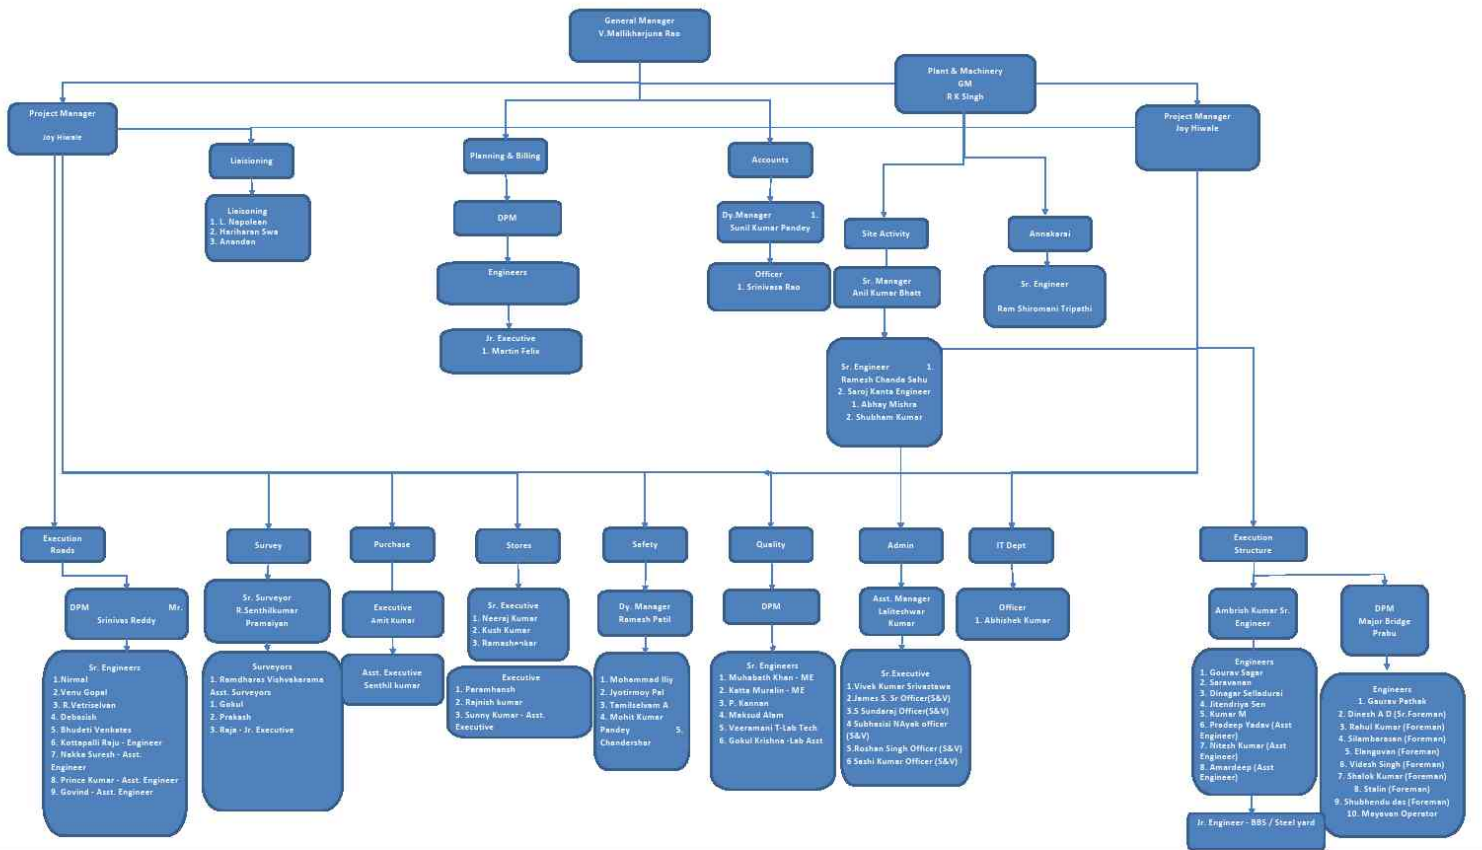 General Manager
V.Mallikharjuna Rao
Plant & Machinery
GM
R K Singh
Project Manager
Joy Hiwale
Project Manager
Joy Hiwale
Liaisioning
Liaisoning
1. L. Napolean
2. Hariharan Swa
3. Anandan
Planning & Billing
DPM
Engineers
Jr. Executive
1. Martin Felix
Accounts
Dy.Manager 1.
Sunil Kumar Pandey
Officer
1. Srinivasa Rao
Site Activity
Sr. Manager
Anil Kumar Bhatt
Sr. Engineer 1.
Ramesh Chanda Sahu
2. Saroj Kanta Engineer
1. Abhay Mishra
2. Shubham Kumar
Annakarai
Sr. Engineer
Ram Shiromani Tripathi
Execution
Roads
DPM Mr.
Srinivas Reddy
Sr. Engineers
1.Nirmal
2.Venu Gopal
3. R.Vetriselvan
4. Debasish
5. Bhudeti Venkates
6. Kottapalli Raju - Engineer
7. Nakka Suresh - Asst.
Engineer
8. Prince Kumar - Asst. Engineer
9. Govind - Asst. Engineer
Survey
Sr. Surveyor
R.Senthilkumar
Pramaiyan
Surveyors
1. Ramdharas Vishvakarama
Asst. Surveyors
1. Gokul
2. Prakash
3. Raja - Jr. Executive
Purchase
Executive
Amit Kumar
Asst. Executive
Senthil kumar
Stores
Sr. Executive
1. Neeraj Kumar
2. Kush Kumar
3. Ramashankar
Executive
1. Paramhansh
2. Rajnish kumar
3. Sunny Kumar - Asst.
Executive
Safety
Dy. Manager
Ramesh Patil
1. Mohammad Iliy
2. Jyotirmoy Pal
3. Tamilselvam A
4. Mohit Kumar
Pandey 5.
Chandershar
Quality
DPM
Sr. Engineers
1. Muhabath Khan - ME
2. Katta Muralin - ME
3. P. Kannan
4. Maksud Alam
5. Veeramani T-Lab Tech
6. Gokul Krishna -Lab Asst
Admin
Asst. Manager
Laliteshwar
Kumar
Sr.Executive
1.Vivek Kumar Srivastawa
2.James S. Sr Officer(S&V)
3.S Sundaraj Officer(S&V)
4 Subhasisi NAyak officer
(S&V)
5.Roshan Singh Officer (S&V)
6 Sashi Kumar Officer (S&V)
IT Dept
Officer
1. Abhishek Kumar
Execution
Structure
Ambrish Kumar Sr.
Engineer
Engineers
1. Gourav Sagar
2. Saravanan
3. Dinagar Selladurai
4. Jitendriya Sen
5. Kumar M
6. Pradeep Yadav (Asst
Engineer)
7. Nitesh Kumar (Asst
Engineer)
8. Amardeep (Asst
Engineer)
Jr. Engineer - BBS / Steel yard
DPM
Major Bridge
Prabu
Engineers
1. Gaurav Pathak
2. Dinesh A D (Sr.Foreman)
3. Rahul Kumar (Foreman)
4. Silambarasan (Foreman)
5. Elangovan (Foreman)
6. Videsh Singh (Foreman)
7. Shalok Kumar (Foreman)
8. Stalin (Foreman)
9. Shubhendu das (Foreman)
10. Mayavan Operator